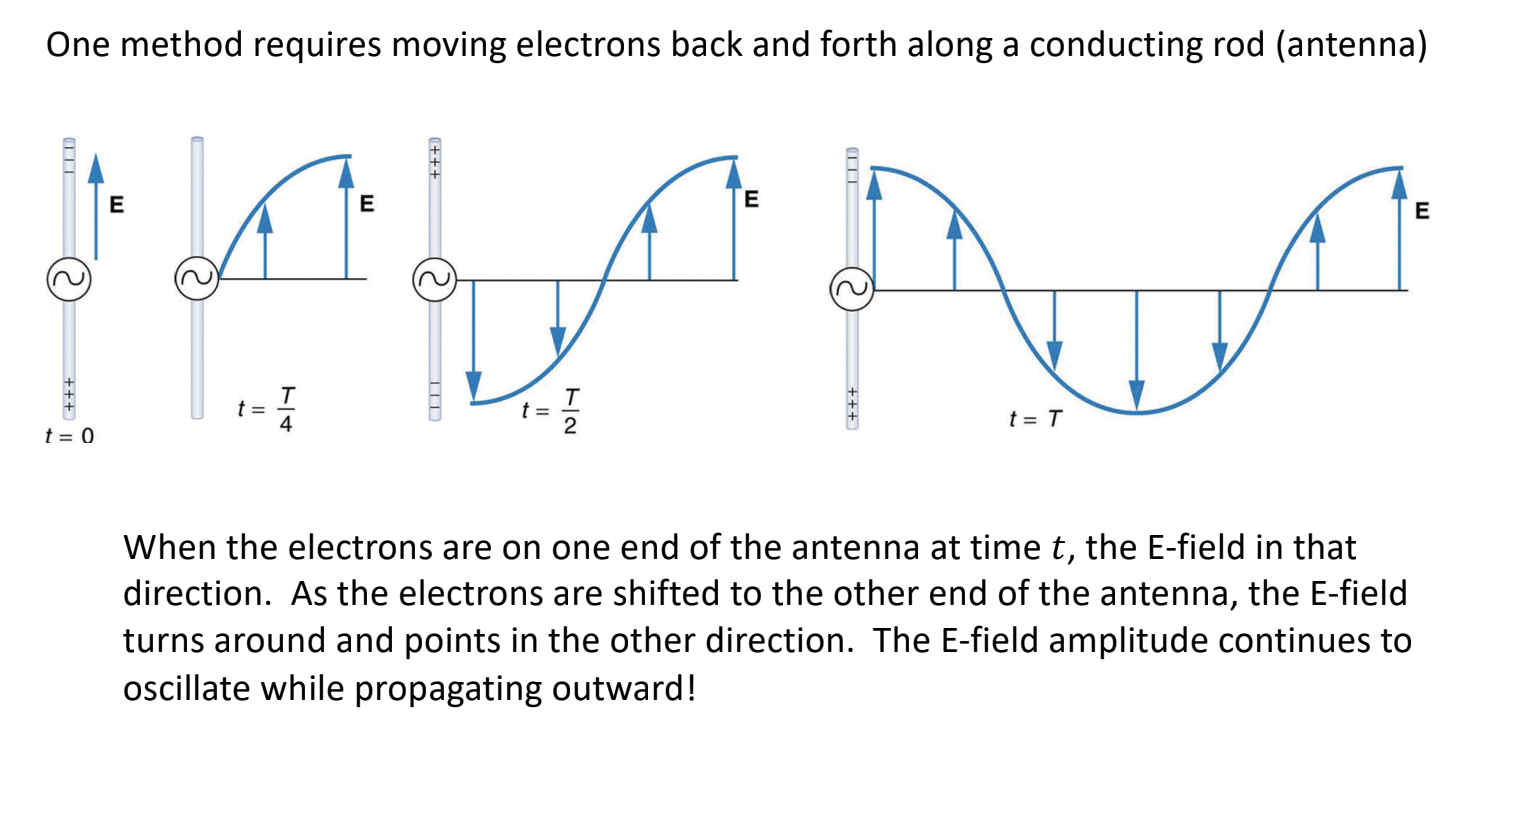 One method requires moving electrons back and forth along a conducting rod (antenna)
E
t = 0
E
t = T/4
+++
E
t = T/2
E
+++
t = T
When the electrons are on one end of the antenna at time t, the E-field in that
direction.  As the electrons are shifted to the other end of the antenna, the E-field
turns around and points in the other direction.  The E-field amplitude continues to
oscillate while propagating outward!